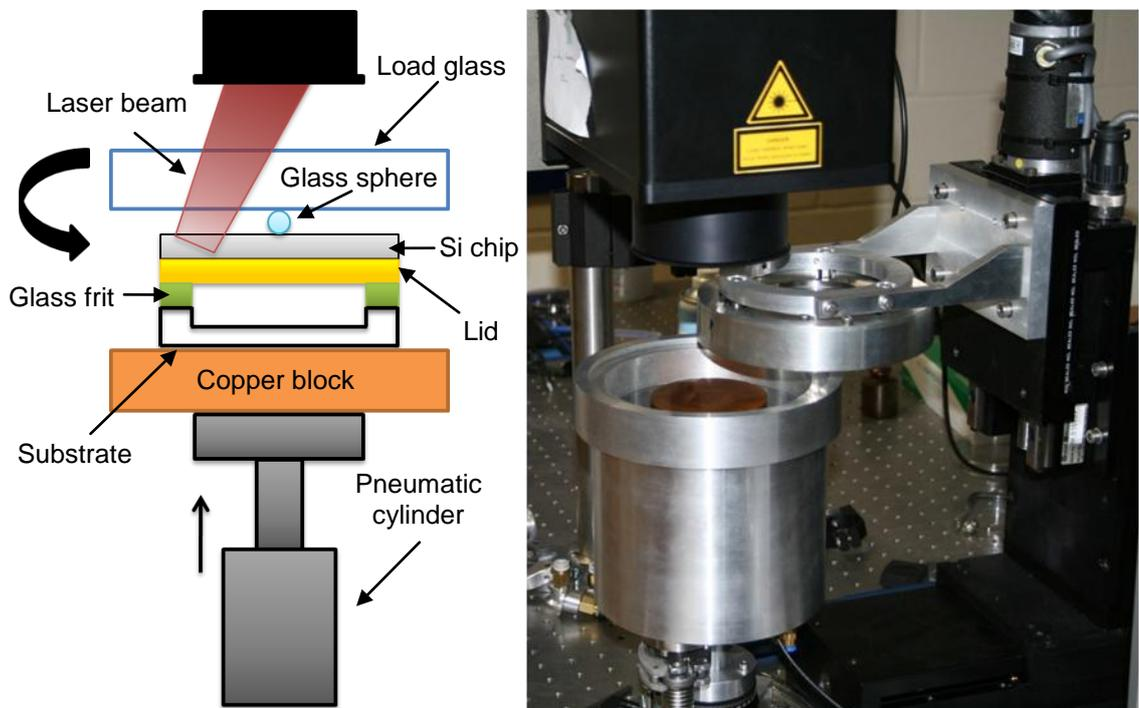 Load glass
Laser beam
Glass sphere
Si chip
Glass frit
Lid
Copper block
Substrate
Pneumatic
cylinder